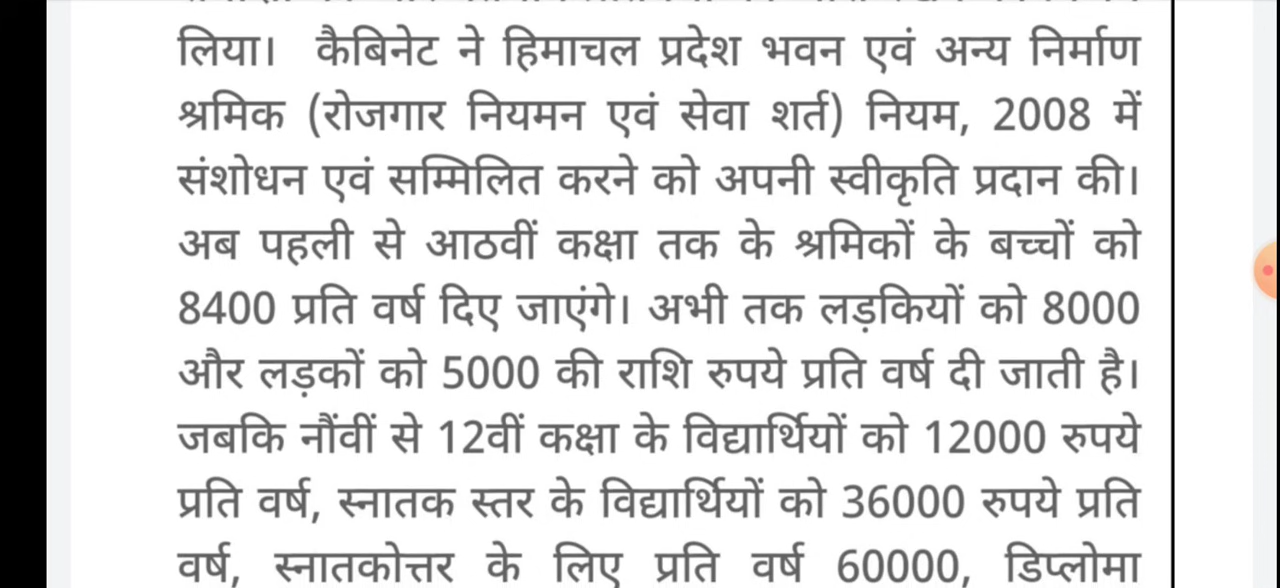 लिया। कैबिनेट ने हिमाचल प्रदेश भवन एवं अन्य निर्माण
श्रमिक (रोजगार नियमन एवं सेवा शर्त) नियम, 2008 में
संशोधन एवं सम्मिलित करने को अपनी स्वीकृति प्रदान की।
अब पहली से आठवीं कक्षा तक के श्रमिकों के बच्चों को
8400 प्रति वर्ष दिए जाएंगे। अभी तक लड़कियों को 8000
और लड़कों को 5000 की राशि रुपये प्रति वर्ष दी जाती है।
जबकि नौंवीं से 12वीं कक्षा के विद्यार्थियों को 12000 रुपये
प्रति वर्ष, स्नातक स्तर के विद्यार्थियों को 36000 रुपये प्रति
वर्ष, स्नातकोत्तर के लिए प्रति वर्ष 60000, डिप्लोमा